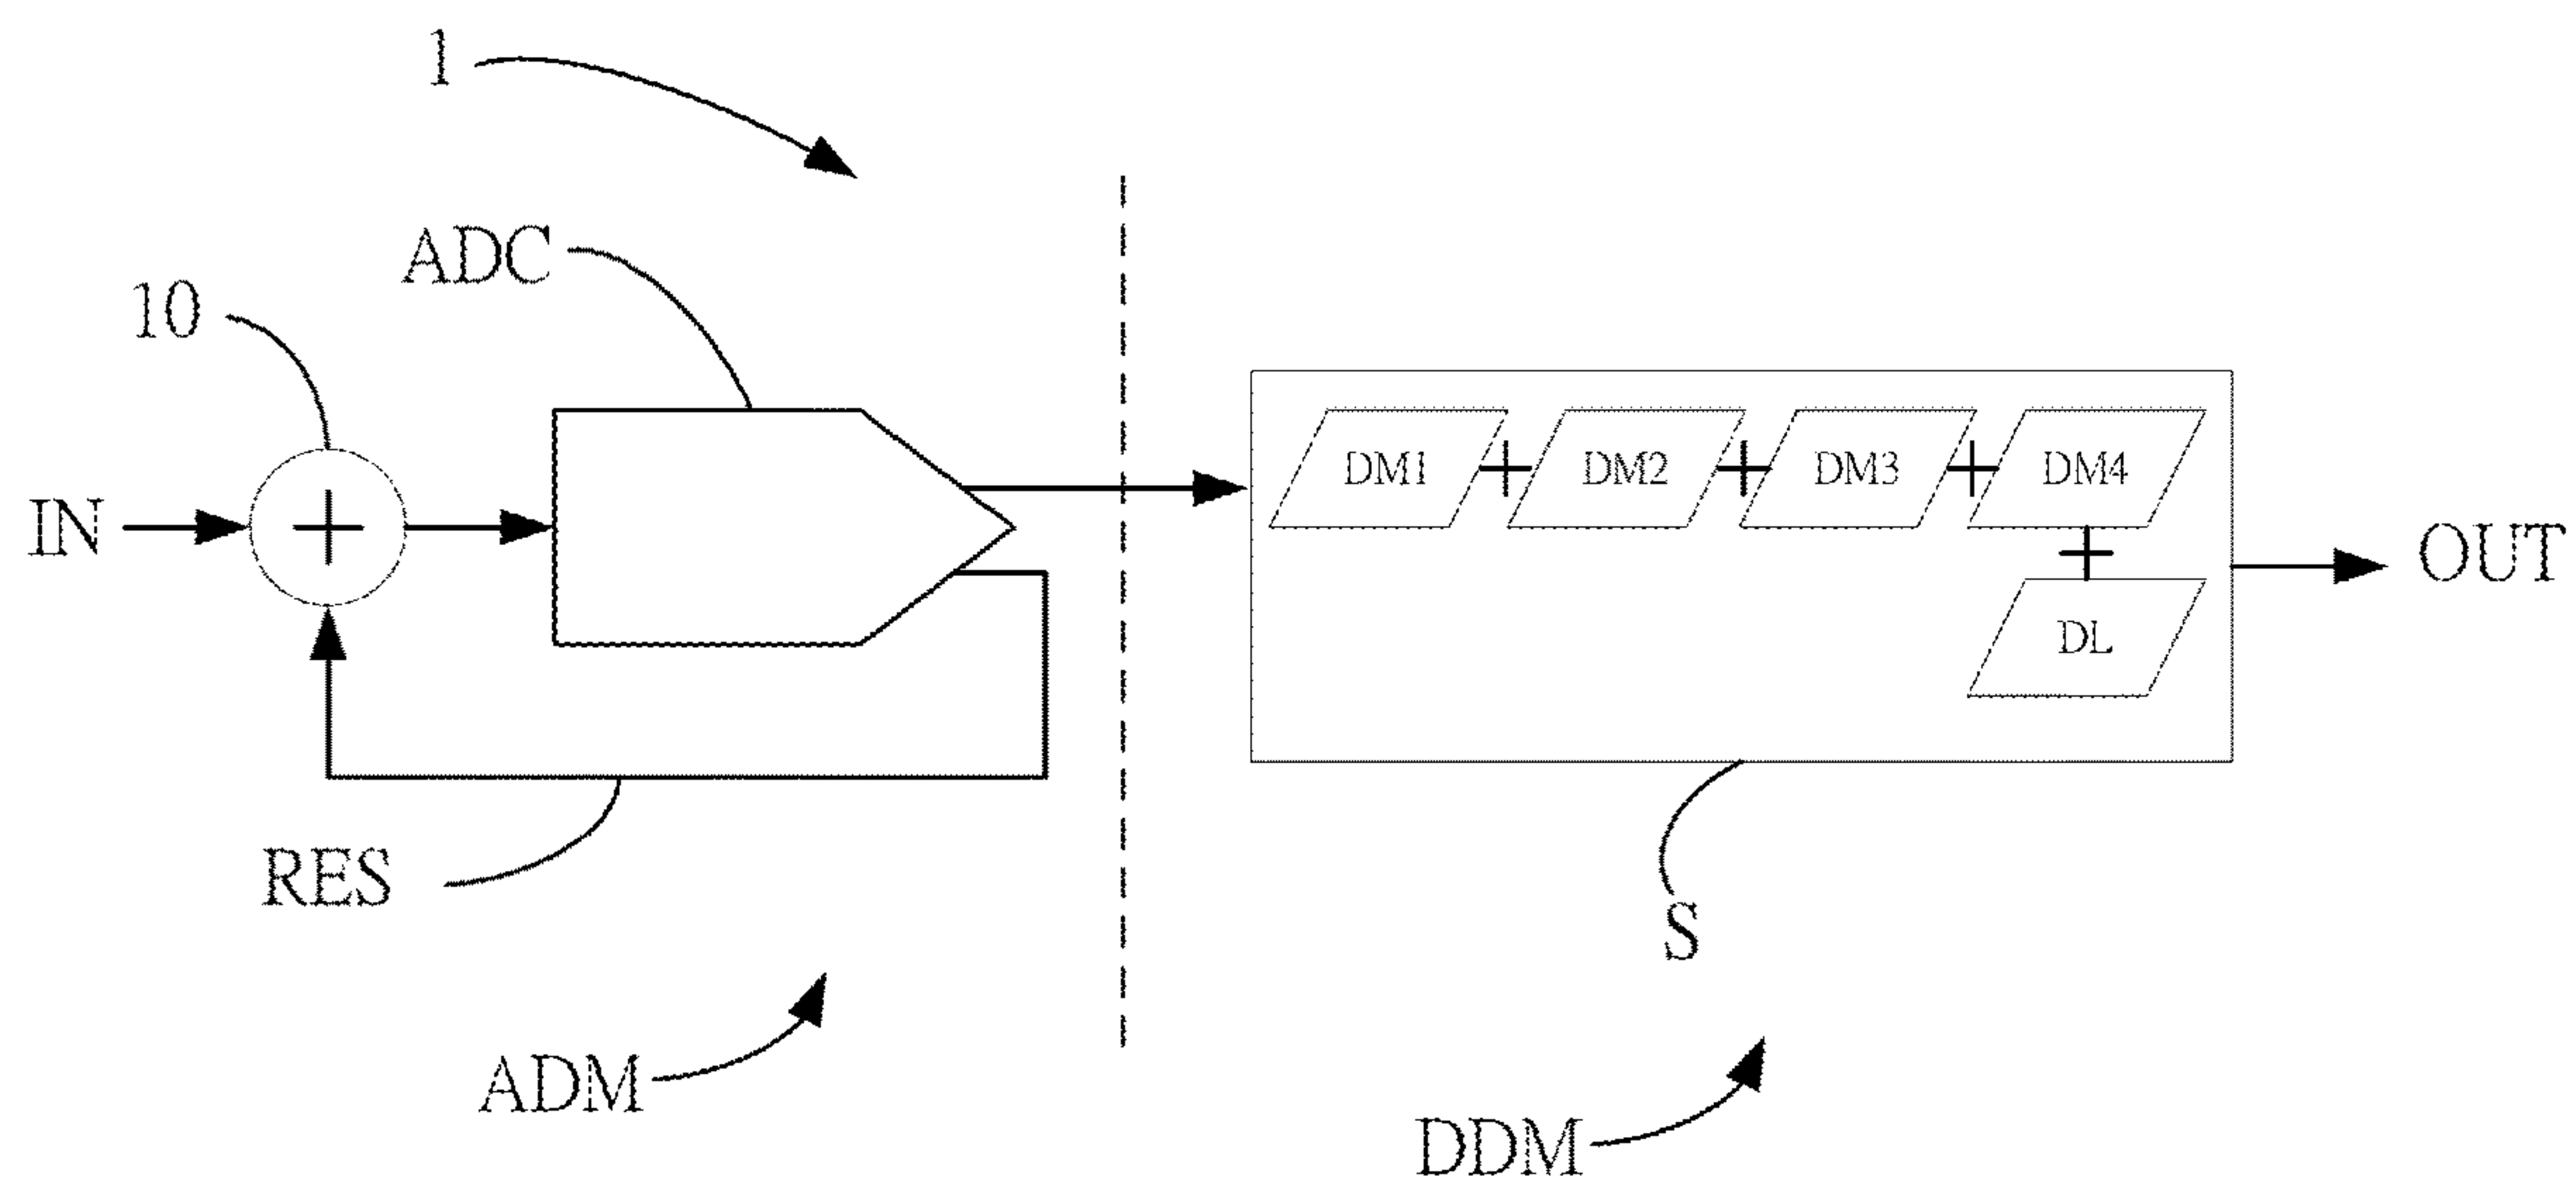 1
ADC
10
IN
DM1 + DM2 + DM3 + DM4
+
+
DL
OUT
RES
S
ADM
DDM